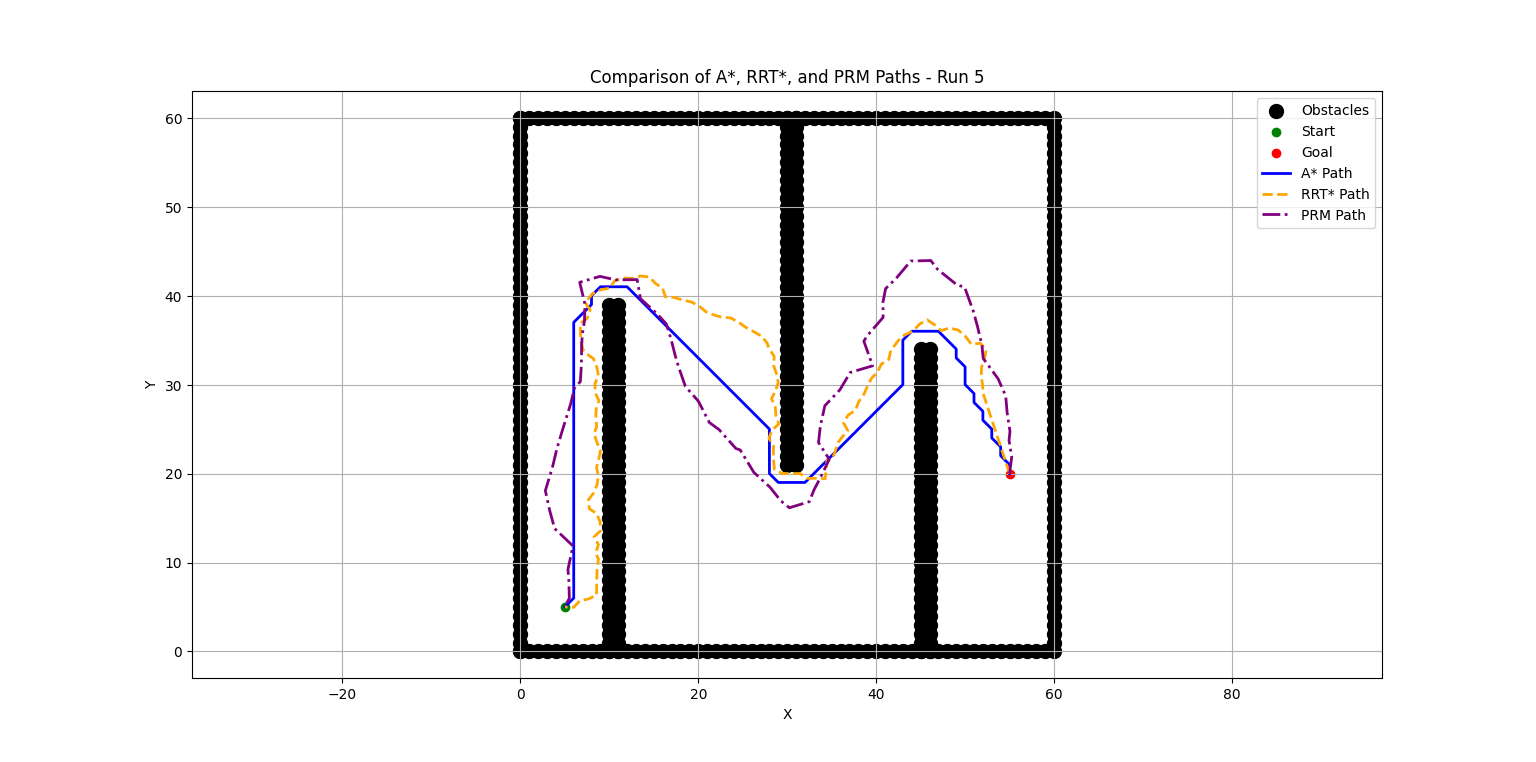 Comparison of A*, RRT*, and PRM Paths - Run 5
Obstacles
Start
Goal
A* Path
RRT* Path
PRM Path
60
50
40
30
20
10
0
Y
−20
0
20
40
60
80
X